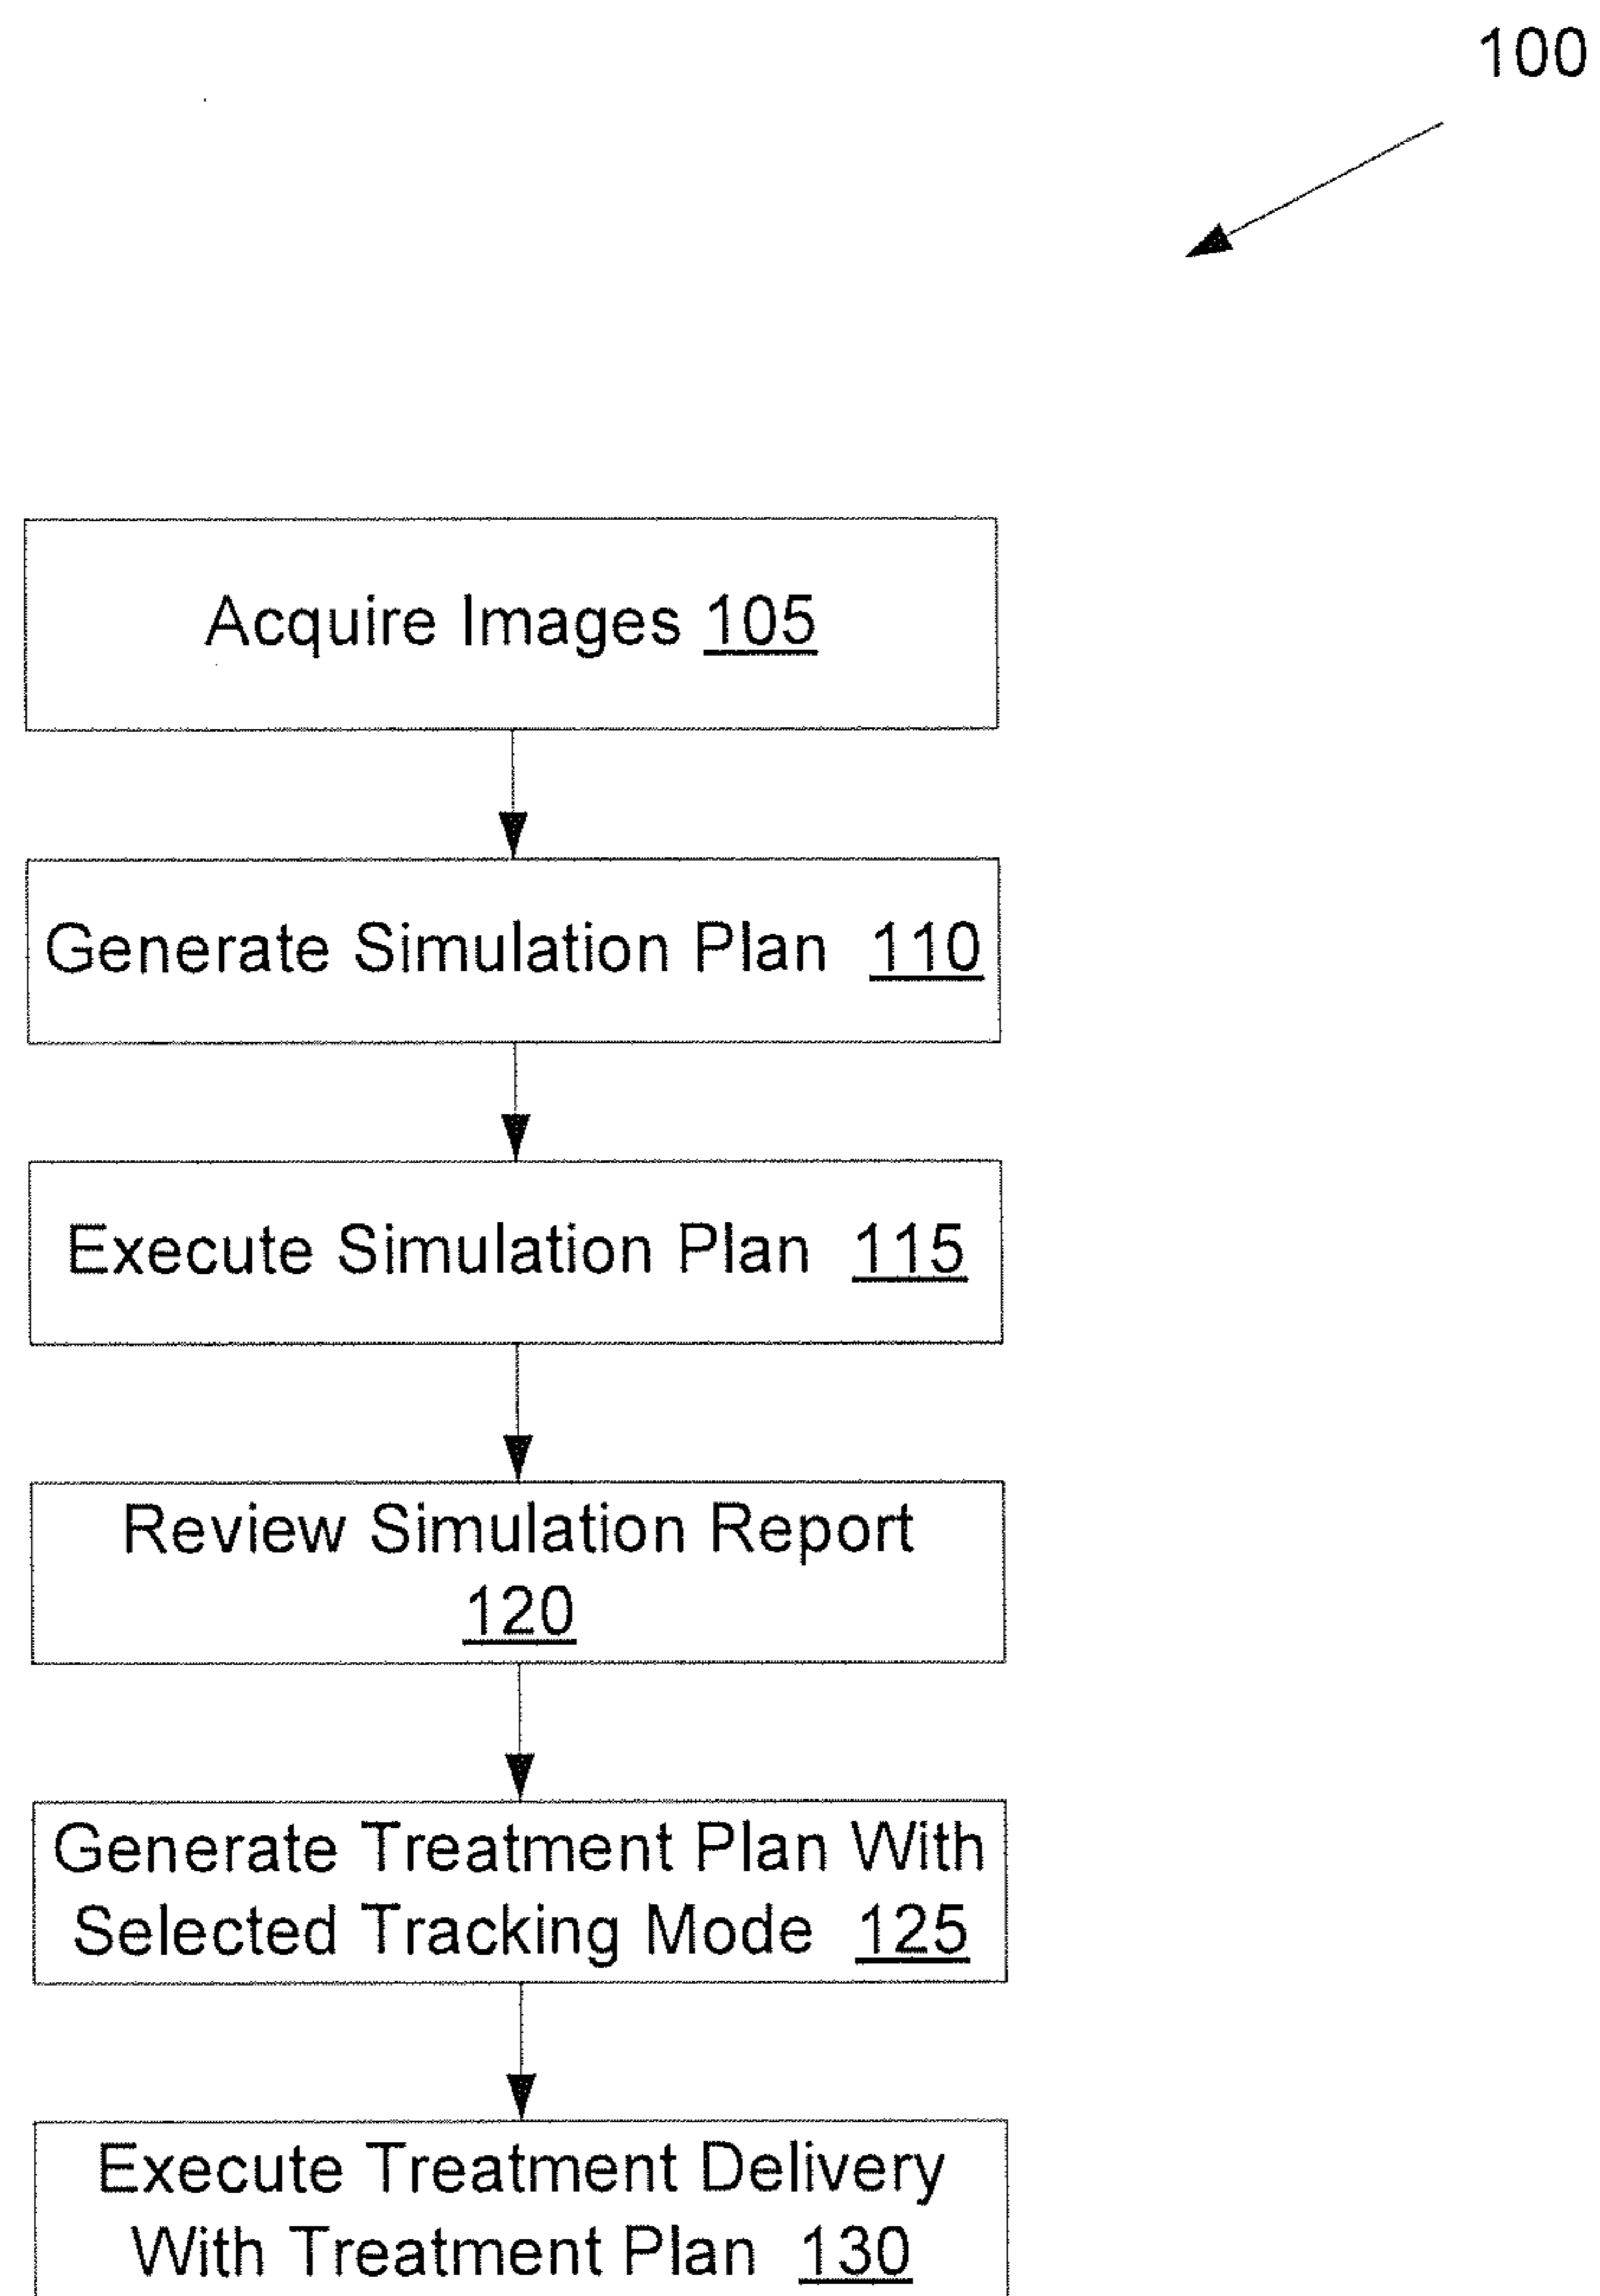 100
Acquire Images 105
Generate Simulation Plan 110
Execute Simulation Plan 115
Review Simulation Report
120
Generate Treatment Plan With
Selected Tracking Mode 125
Execute Treatment Delivery
With Treatment Plan 130